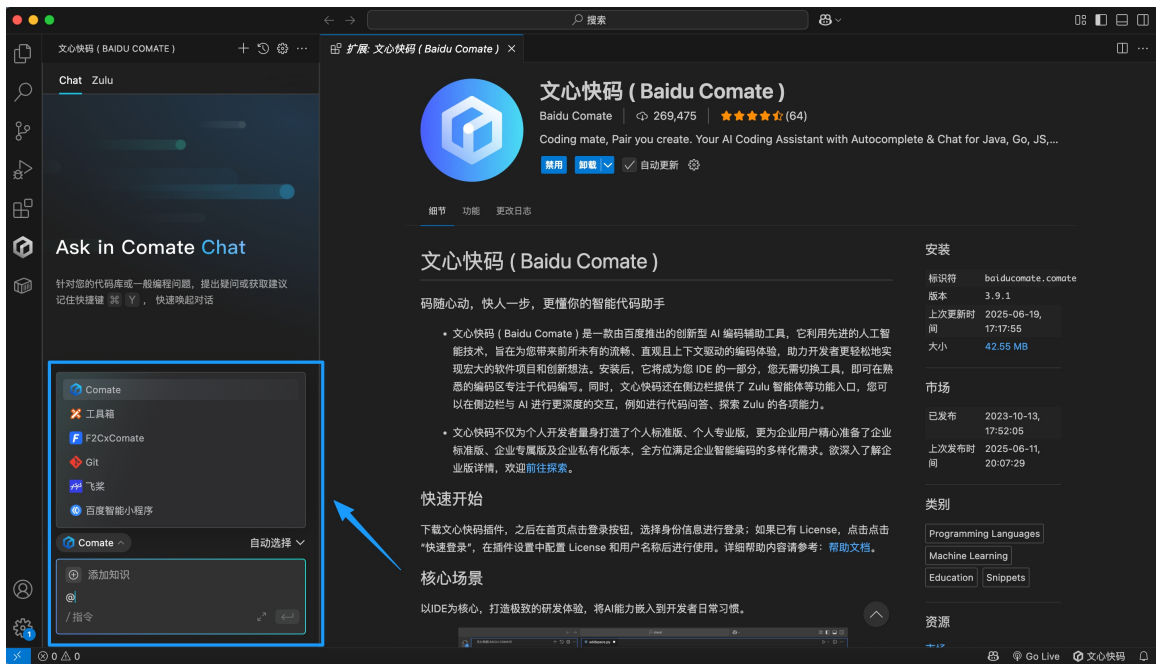 搜索
文心快码 ( BAIDU COMATE )
扩展: 文心快码 ( Baidu Comate )
Chat Zulu
Ask in Comate Chat
针对您的代码库或一般编程问题，提出疑问或获取建议
记住快捷键 ⌘ Y ， 快速唤起对话
Comate
工具箱
F2CxComate
Git
飞桨
百度智能小程序
Comate
自动选择
添加知识
@
/ 指令
文心快码 ( Baidu Comate )
Baidu Comate 269,475 (64)
Coding mate, Pair you create. Your AI Coding Assistant with Autocomplete & Chat for Java, Go, JS,...
禁用 卸载 自动更新
细节 功能 更改日志
文心快码 ( Baidu Comate )
码随心动，快人一步，更懂你的智能代码助手
• 文心快码 ( Baidu Comate ) 是一款由百度推出的创新型 AI 编码辅助工具，它利用先进的人工智
能技术，旨在为您带来前所未有的流畅、直观且上下文驱动的编码体验，助力开发者更轻松地实
现宏大的软件项目和创新想法。安装后，它将成为您 IDE 的一部分，您无需切换工具，即可在熟
悉的编码区专注于代码编写。同时，文心快码还在侧边栏提供了 Zulu 智能体等功能入口，您可
以在侧边栏与 AI 进行更深度的交互，例如进行代码问答、探索 Zulu 的各项能力。
• 文心快码不仅为个人开发者量身打造了个人标准版、个人专业版，更为企业用户精心准备了企业
标准版、企业专属版及企业私有化版本，全方位满足企业智能编码的多样化需求。欲深入了解企
业版详情，欢迎前往探索。
快速开始
下载文心快码插件，之后在首页点击登录按钮，选择身份信息进行登录；如果已有 License，点击点击
“快速登录”，在插件设置中配置 License 和用户名称后进行使用。详细帮助内容请参考：帮助文档。
核心场景
以IDE为核心，打造极致的研发体验，将AI能力嵌入到开发者日常习惯。
安装
标识符 baiducomate.comate
版本 3.9.1
上次更新时间 2025-06-19, 17:17:55
大小 42.55 MB
市场
已发布 2023-10-13, 17:52:05
上次发布时间 2025-06-11, 20:07:29
类别
Programming Languages
Machine Learning
Education Snippets
资源
1
0 0
Go Live 文心快码